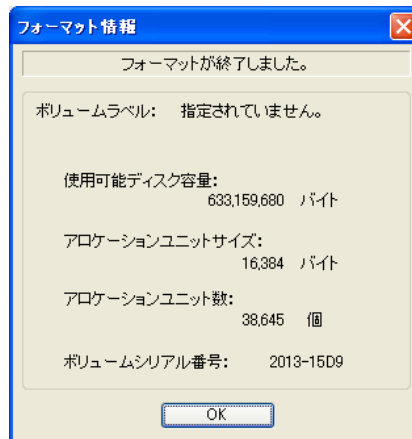 フォーマット情報
フォーマットが終了しました。
ボリュームラベル: 指定されていません。
使用可能ディスク容量:
633,159,680 バイト
アロケーションユニットサイズ:
16,384 バイト
アロケーションユニット数:
38,645 個
ボリュームシリアル番号: 2013-15D9
OK